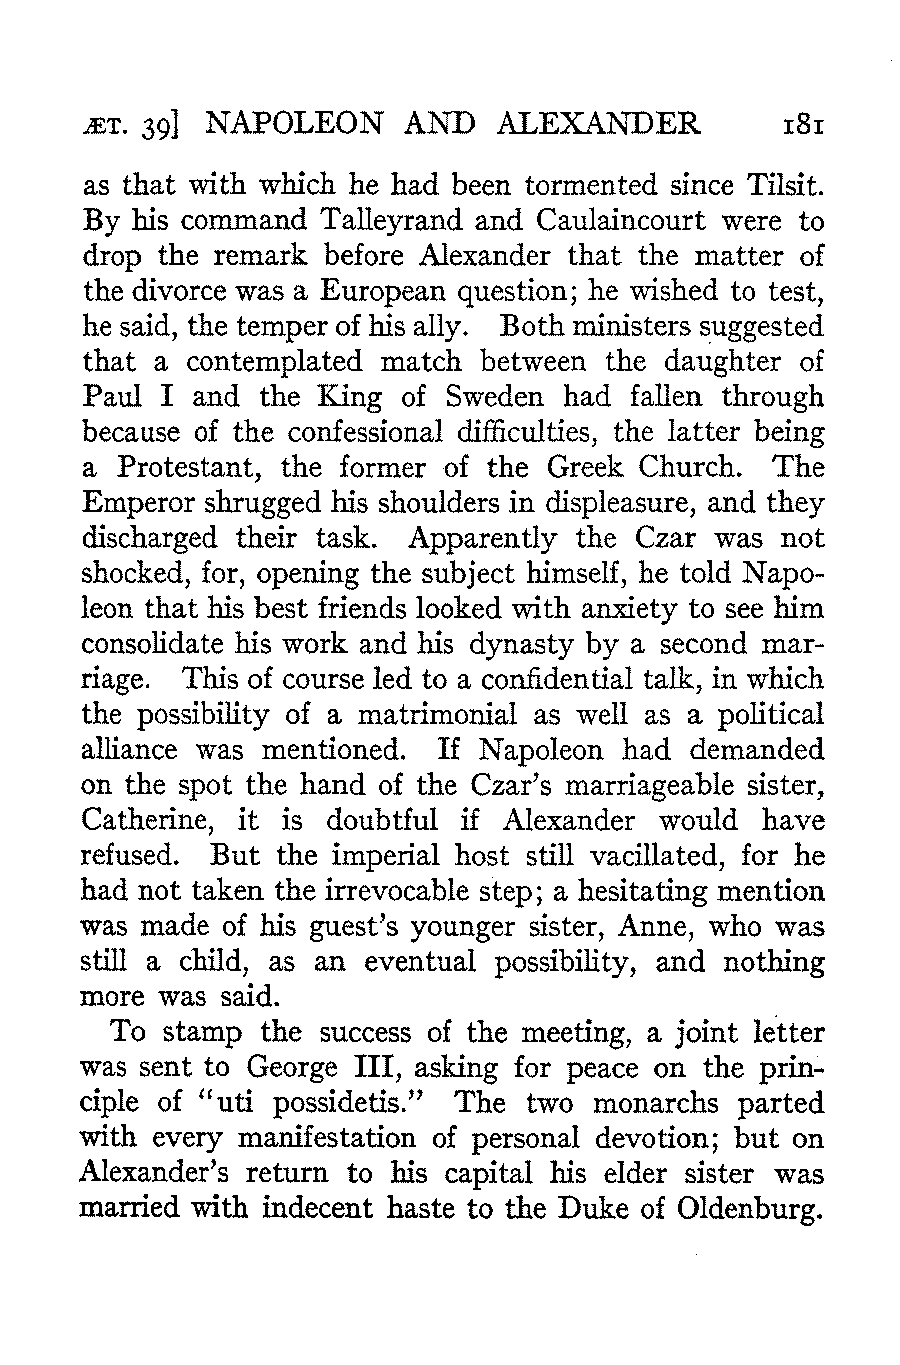 ÆT. 39] NAPOLEON AND ALEXANDER 181
as that with which he had been tormented since Tilsit.
By his command Talleyrand and Caulaincourt were to
drop the remark before Alexander that the matter of
the divorce was a European question; he wished to test,
he said, the temper of his ally. Both ministers suggested
that a contemplated match between the daughter of
Paul I and the King of Sweden had fallen through
because of the confessional difficulties, the latter being
a Protestant, the former of the Greek Church. The
Emperor shrugged his shoulders in displeasure, and they
discharged their task. Apparently the Czar was not
shocked, for, opening the subject himself, he told Napo-
leon that his best friends looked with anxiety to see him
consolidate his work and his dynasty by a second mar-
riage. This of course led to a confidential talk, in which
the possibility of a matrimonial as well as a political
alliance was mentioned. If Napoleon had demanded
on the spot the hand of the Czar's marriageable sister,
Catherine, it is doubtful if Alexander would have
refused. But the imperial host still vacillated, for he
had not taken the irrevocable step; a hesitating mention
was made of his guest's younger sister, Anne, who was
still a child, as an eventual possibility, and nothing
more was said.
To stamp the success of the meeting, a joint letter
was sent to George III, asking for peace on the prin-
ciple of "uti possidetis." The two monarchs parted
with every manifestation of personal devotion; but on
Alexander's return to his capital his elder sister was
married with indecent haste to the Duke of Oldenburg.